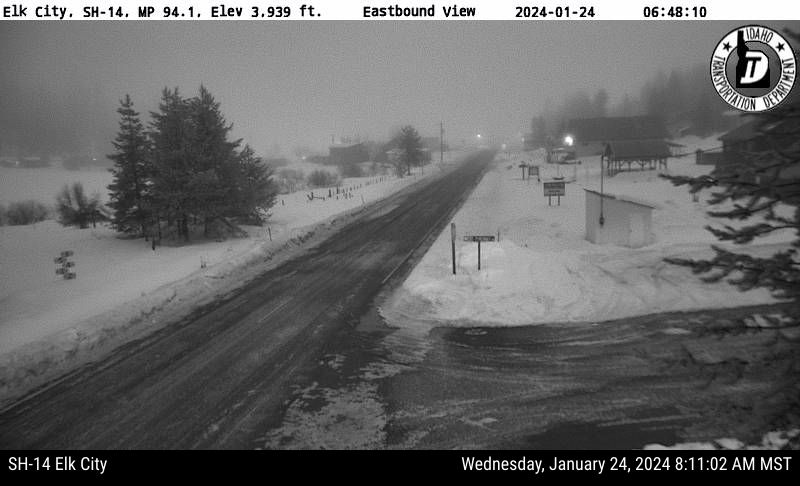 Elk City, SH-14, MP 94.1, Elev 3,939 ft. Eastbound View 2024-01-24 06:48:10
IDAHO
TRANSPORTATION DEPARTMENT
SH-14 Elk City
Wednesday, January 24, 2024 8:11:02 AM MST